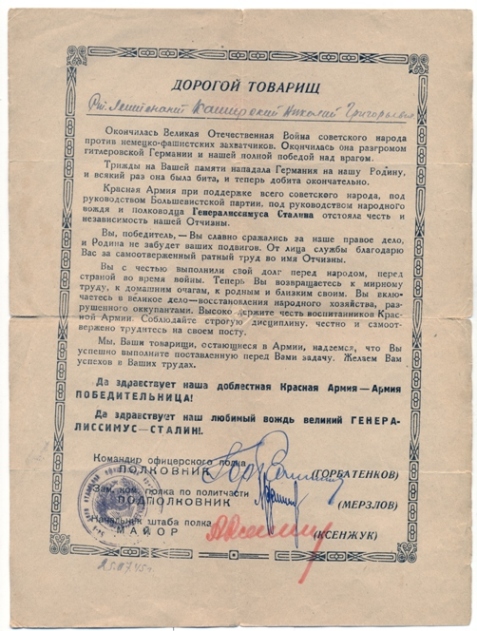 ДОРОГОЙ ТОВАРИЩ
Николай Григорьевич
Окончилась Великая Отечественная Война советского народа
против немецко-фашистских захватчиков. Окончилась она разгромом
гитлеровской Германии и нашей полной победой над врагом.
Трижды на Вашей памяти нападала Германия на нашу Родину,
и всякий раз она была бита, и теперь добита окончательно.
Красная Армия при поддерже всего советского народа, под
руководством Большевистской партии, под руководством народного
вождя и полководца Генералиссимуса Сталина отстояла честь и
независимость нашей Отчизны.
Вы, победитель, — Вы славно сражались за наше правое дело,
и Родина не забудет ваших подвигов. От лица службы благодарю
Вас за самоотверженный ратный труд во имя Отчизны.
Вы с честью выполнили свой долг перед народом, перед
страной во время войны. Теперь Вы возвращаетесь к мирному
труду, к домашним очагам, к родным и близким своим. Вы вклю-
чаетесь в великое дело—восстановления народного хозяйства, раз-
рушенного оккупантами. Высоко держите честь воспитанников Крас-
ной Армии. Соблюдайте строгую дисциплину, честно и самоот-
вержено трудитесь на своем посту.
Мы, Ваши товарищи, остающиеся в Армии, надеемся, что Вы
успешно выполните поставленную перед Вами задачу. Желаем Вам
успехов в Ваших трудах.
Да здравствует наша доблестная Красная Армия—Армия
ПОБЕДИТЕЛЬНИЦА!
Да здравствует наш любимый вождь великий ГЕНЕРА-
ЛИССИМУС—СТАЛИН!.
Командир офицерского полка
ПОЛКОВНИК (ГОРБАТЕНКОВ)
Зам. ком. полка по политчасти
ПОДПОЛКОВНИК (МЕРЗЛОВ)
Начальник штаба полка
МАЙОР (КСЕНЖУК)